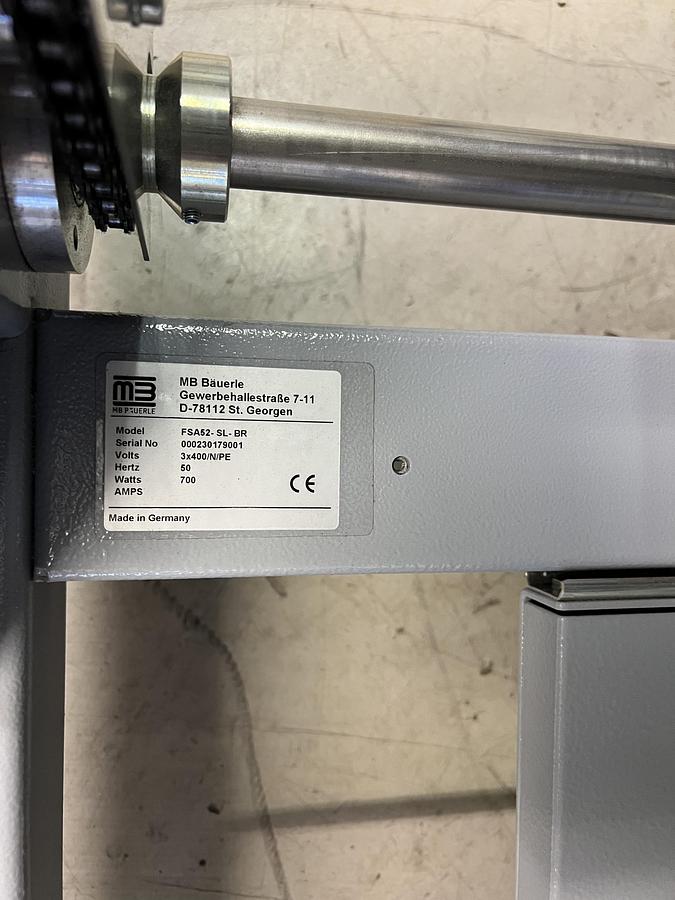 MB
MB BÄUERLE
MB Bäuerle
Gewerbehallestraße 7-11
D-78112 St. Georgen
Model FSA52- SL- BR
Serial No 000230179001
Volts 3x400/N/PE
Hertz 50
Watts 700
AMPS
CE
Made in Germany